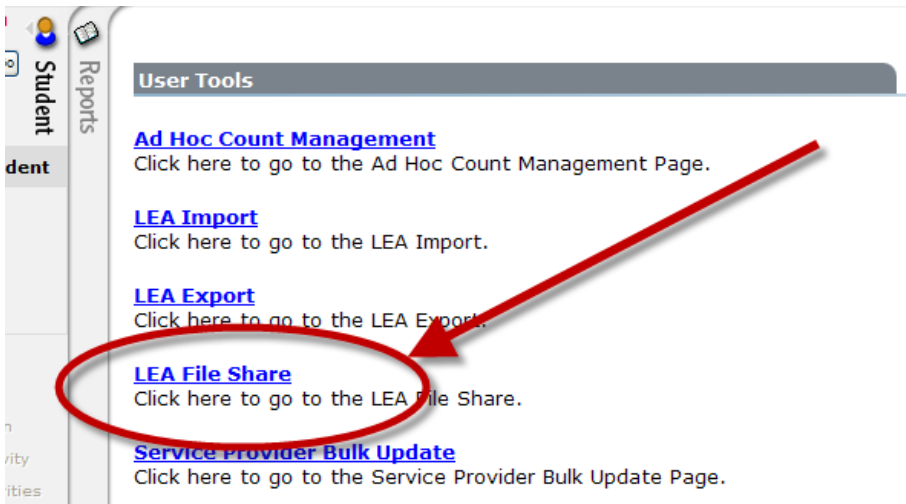 Student
Reports
dent
User Tools
Ad Hoc Count Management
Click here to go to the Ad Hoc Count Management Page.
LEA Import
Click here to go to the LEA Import.
LEA Export
Click here to go to the LEA Export.
LEA File Share
Click here to go to the LEA File Share.
Service Provider Bulk Update
Click here to go to the Service Provider Bulk Update Page.
vity
rities